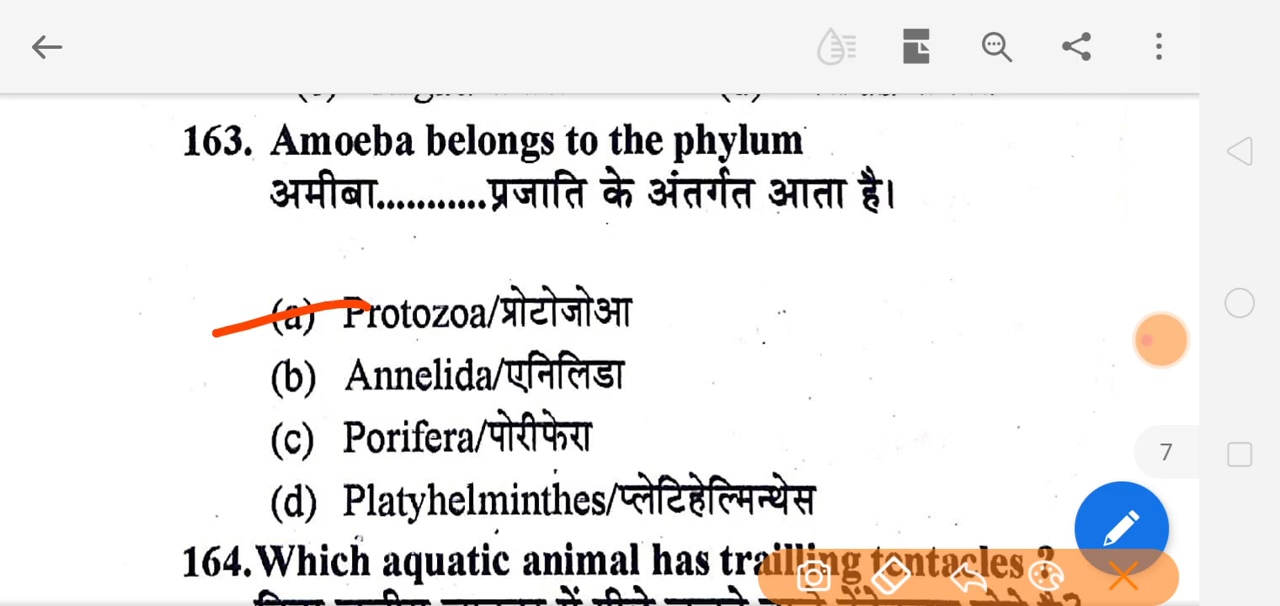 163. Amoeba belongs to the phylum
अमीबा............प्रजाति के अंतर्गत आता है।
(a) Protozoa/प्रोटोजोआ
(b) Annelida/एनिलिडा
(c) Porifera/पोरीफेरा
(d) Platyhelminthes/प्लेटिहेल्मिन्थेस
7
164. Which aquatic animal has trailling tentacles ?